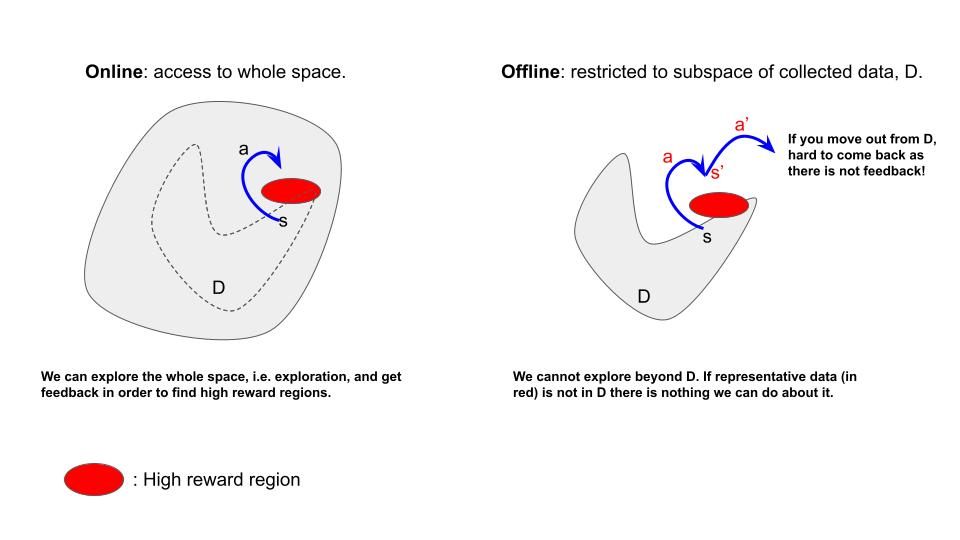 Online: access to whole space.
a
s
D
We can explore the whole space, i.e. exploration, and get
feedback in order to find high reward regions.
Offline: restricted to subspace of collected data, D.
a'
a
s'
s
D
If you move out from D,
hard to come back as
there is not feedback!
We cannot explore beyond D. If representative data (in
red) is not in D there is nothing we can do about it.
: High reward region